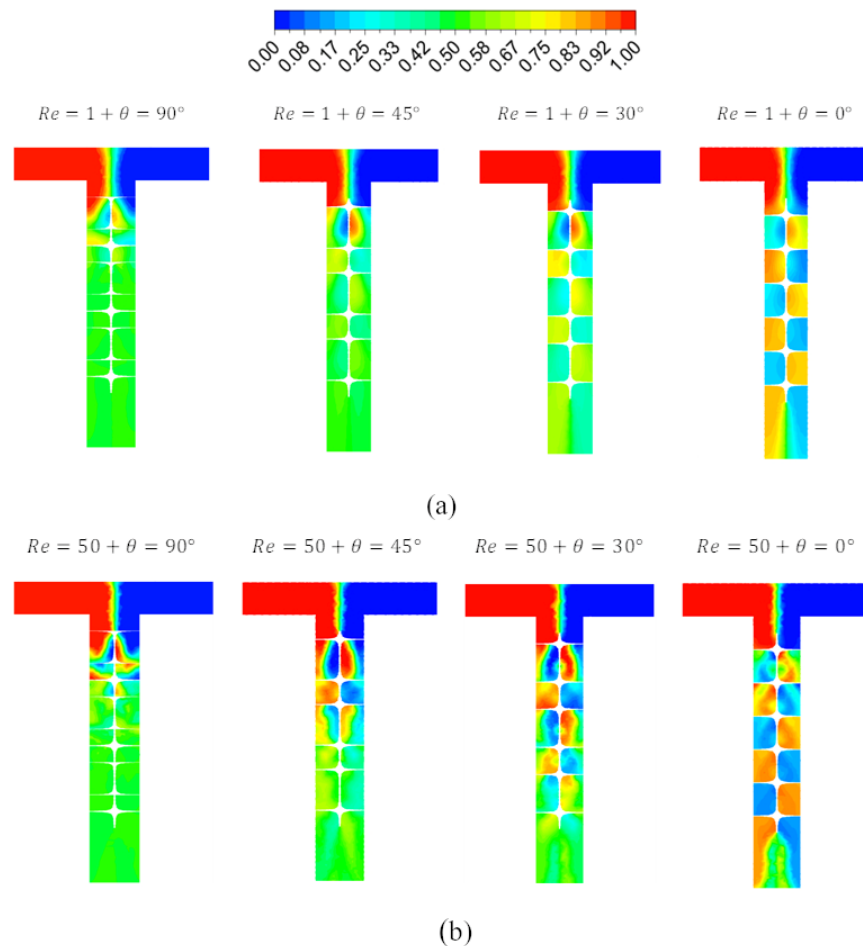 0.00 0.08 0.17 0.25 0.33 0.42 0.50 0.58 0.67 0.75 0.83 0.92 1.00
Re = 1 + θ = 90° Re = 1 + θ = 45° Re = 1 + θ = 30° Re = 1 + θ = 0°
(a)
Re = 50 + θ = 90° Re = 50 + θ = 45° Re = 50 + θ = 30° Re = 50 + θ = 0°
(b)